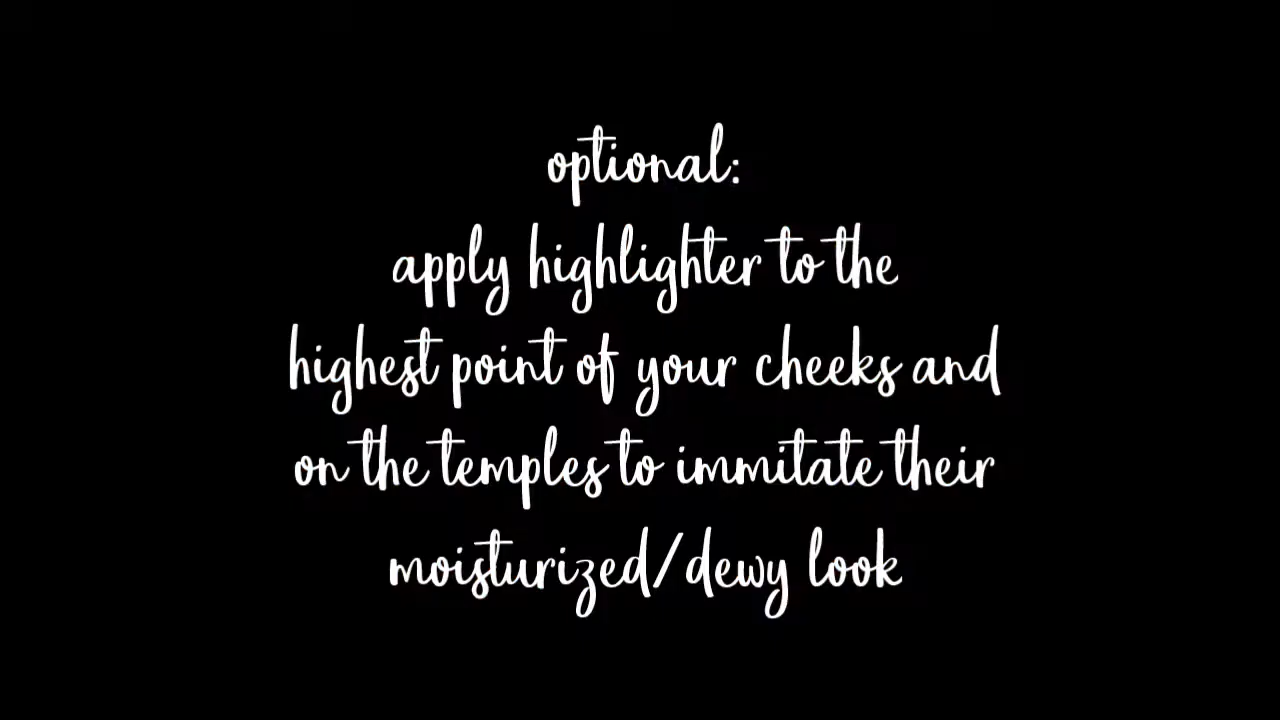 optional:
apply highlighter to the
highest point of your cheeks and
on the temples to immitate their
moisturized/dewy look